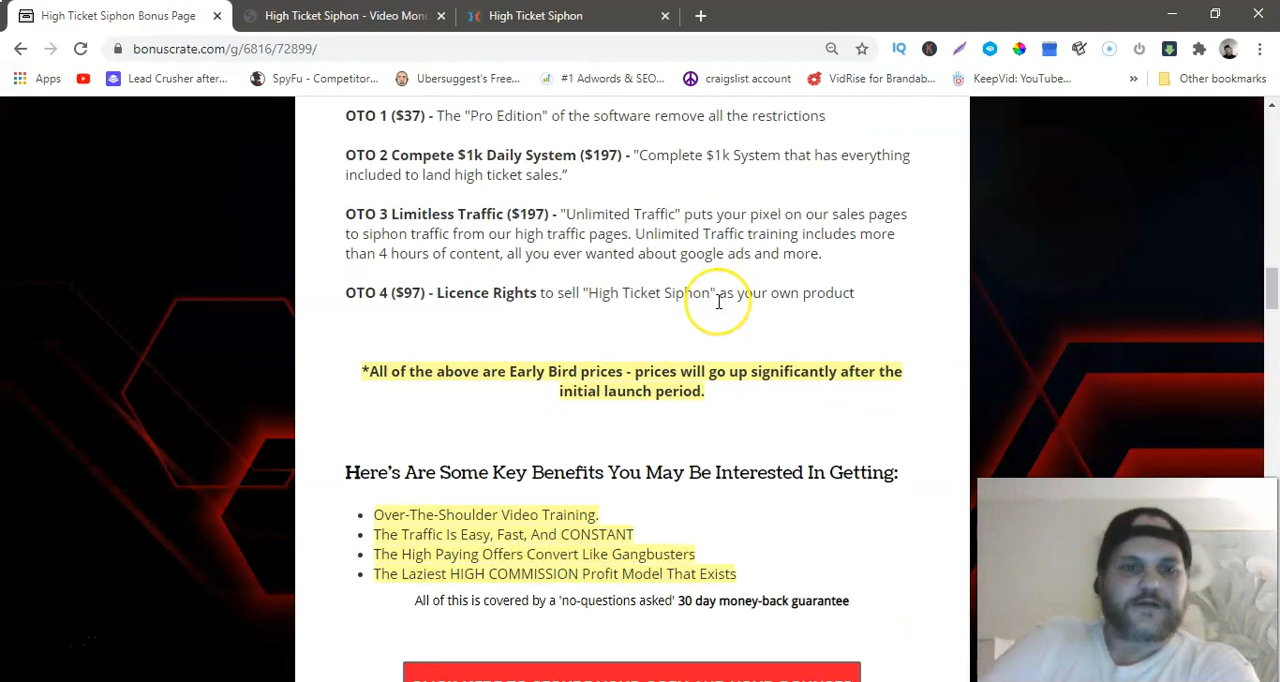 High Ticket Siphon Bonus Page
High Ticket Siphon - Video Mone
High Ticket Siphon
bonuscrate.com/g/6816/72899/
Apps
Lead Crusher after...
SpyFu - Competitor...
Ubersuggest's Free...
#1 Adwords & SEO...
craigslist account
VidRise for Brandab...
KeepVid: YouTube...
Other bookmarks
OTO 1 ($37) - The "Pro Edition" of the software remove all the restrictions
OTO 2 Compete $1k Daily System ($197) - "Complete $1k System that has everything
included to land high ticket sales.”
OTO 3 Limitless Traffic ($197) - "Unlimited Traffic" puts your pixel on our sales pages
to siphon traffic from our high traffic pages. Unlimited Traffic training includes more
than 4 hours of content, all you ever wanted about google ads and more.
OTO 4 ($97) - Licence Rights to sell "High Ticket Siphon" as your own product
*All of the above are Early Bird prices - prices will go up significantly after the
initial launch period.
Here’s Are Some Key Benefits You May Be Interested In Getting:
• Over-The-Shoulder Video Training.
• The Traffic Is Easy, Fast, And CONSTANT
• The High Paying Offers Convert Like Gangbusters
• The Laziest HIGH COMMISSION Profit Model That Exists
All of this is covered by a 'no-questions asked' 30 day money-back guarantee